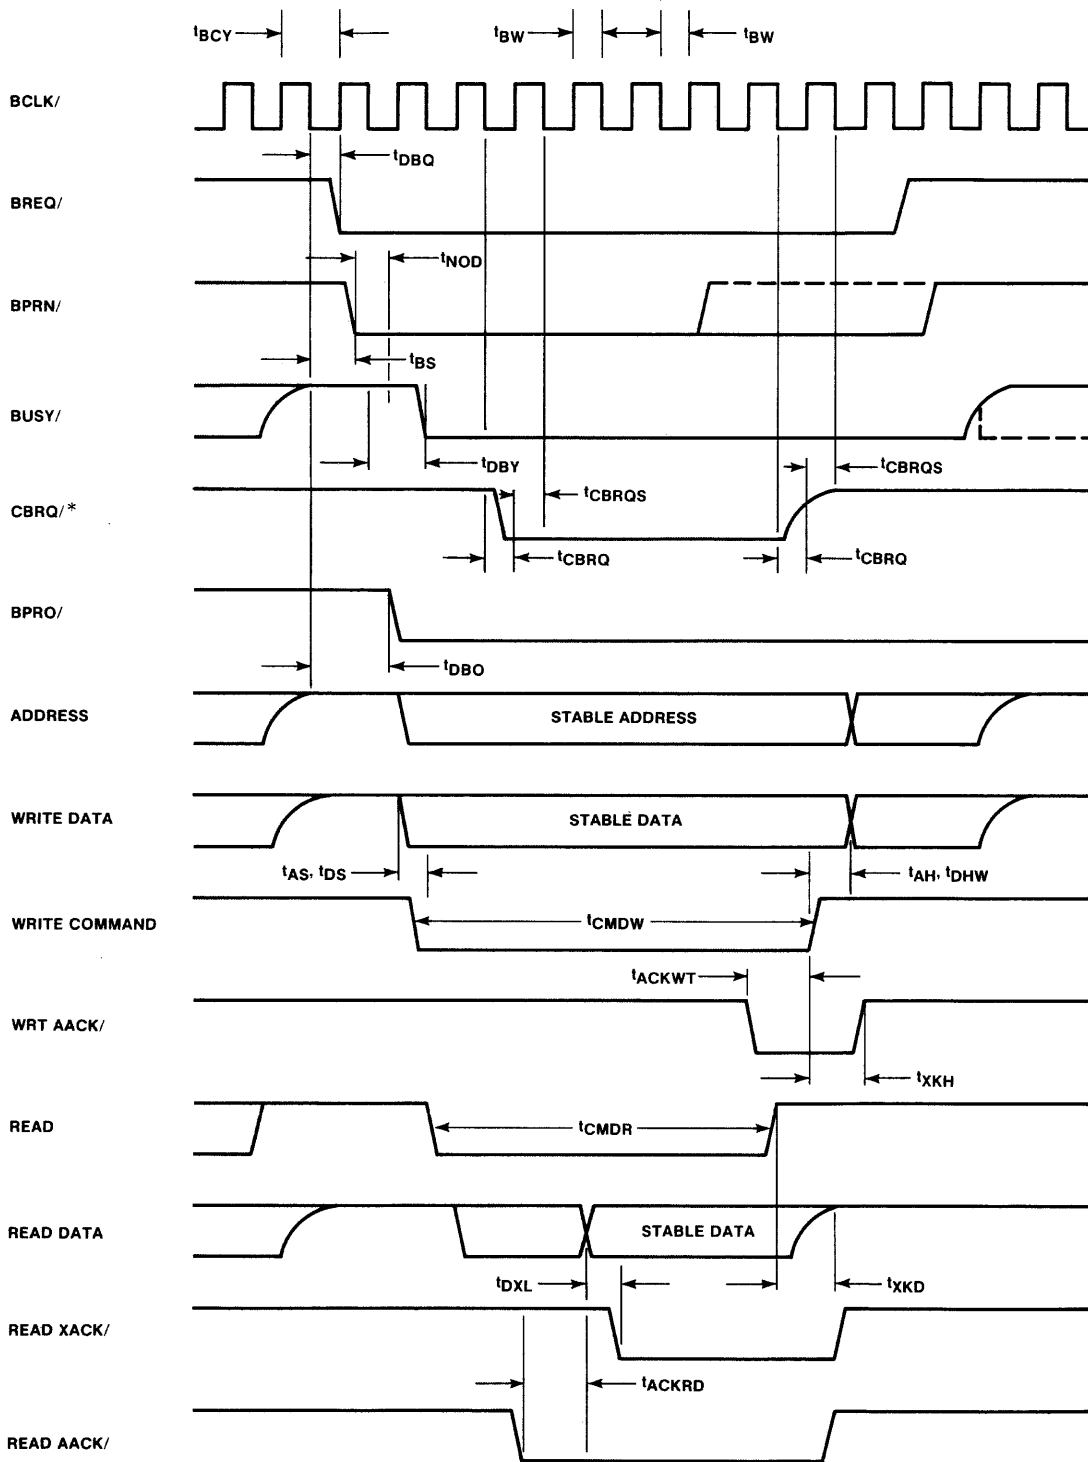 tBCY
tBW
tBW
BCLK/
tDBQ
BREQ/
tNOD
BPRN/
tBS
BUSY/
tDBY
tCBRQS
tCBRQS
CBRQ/*
tCBRQ
tCBRQ
BPRO/
tDBO
ADDRESS
STABLE ADDRESS
WRITE DATA
STABLE DATA
tAS, tDS
tAH, tDHW
WRITE COMMAND
tCMDW
tACKWT
WRT AACK/
tXKH
READ
tCMDR
READ DATA
STABLE DATA
tDXL
tXKD
READ XACK/
tACKRD
READ AACK/